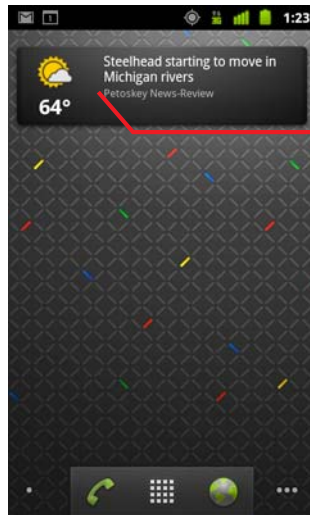 1:23
Steelhead starting to move in
Michigan rivers
Petoskey News-Review
64°